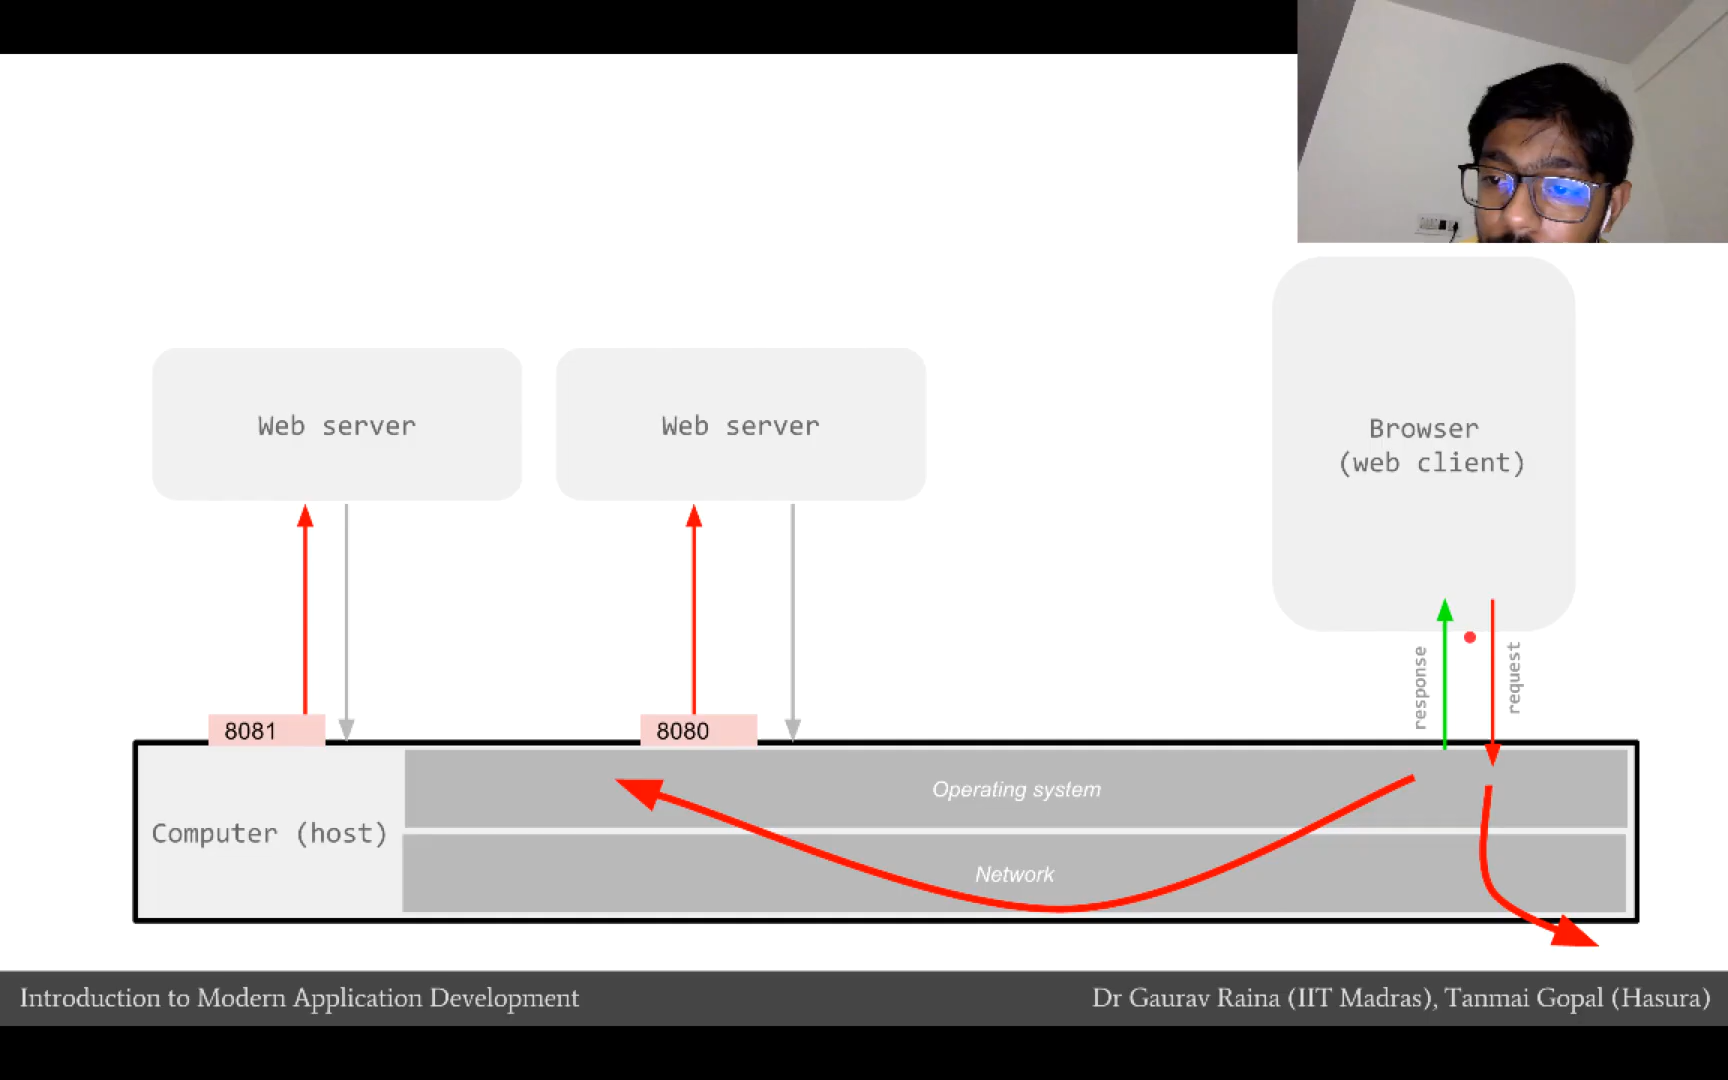 Web server
Web server
Browser
(web client)
response
request
8081
8080
Operating system
Computer (host)
Network
Introduction to Modern Application Development
Dr Gaurav Raina (IIT Madras), Tanmai Gopal (Hasura)